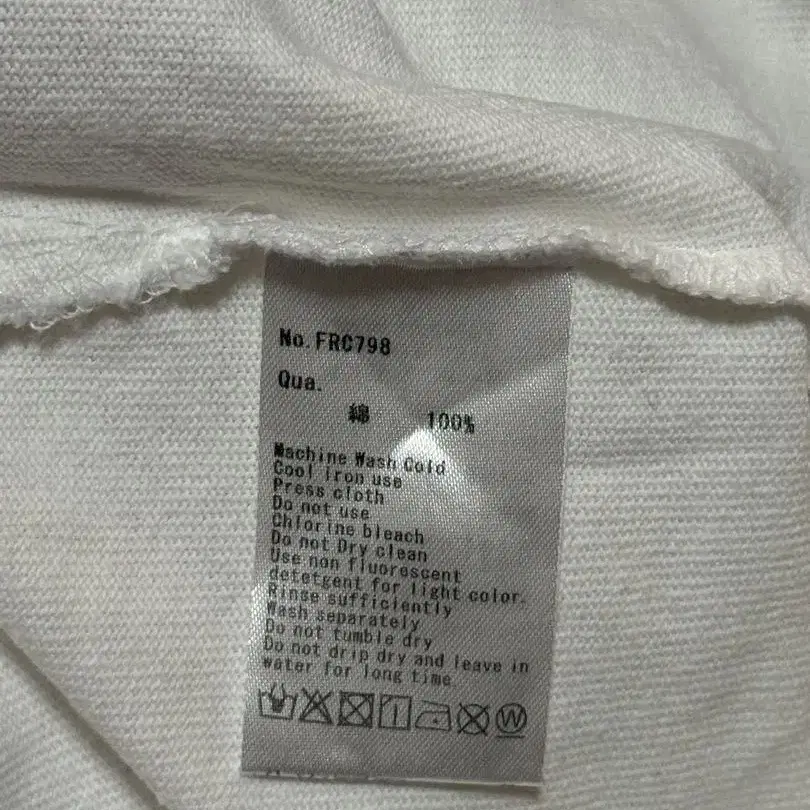 No.FRC798
Qua.
綿 100%
Machine Wash Cold
Cool iron use
Press cloth
Do not use
Chlorine bleach
Do not Dry clean
Use non fluorescent
detetgent for light color.
Rinse sufficiently
Wash separately
Do not tumble dry
Do not drip dry and leave in
water for long time.
W